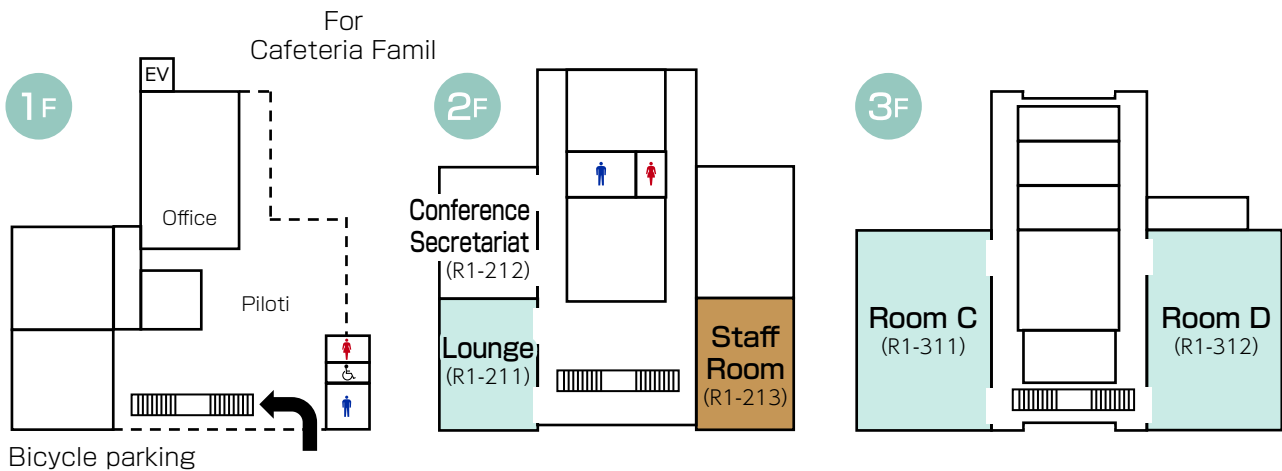 For
Cafeteria Famil
1F
EV
Office
Piloti
Bicycle parking
2F
Conference
Secretariat
(R1-212)
Lounge
(R1-211)
Staff
Room
(R1-213)
3F
Room C
(R1-311)
Room D
(R1-312)